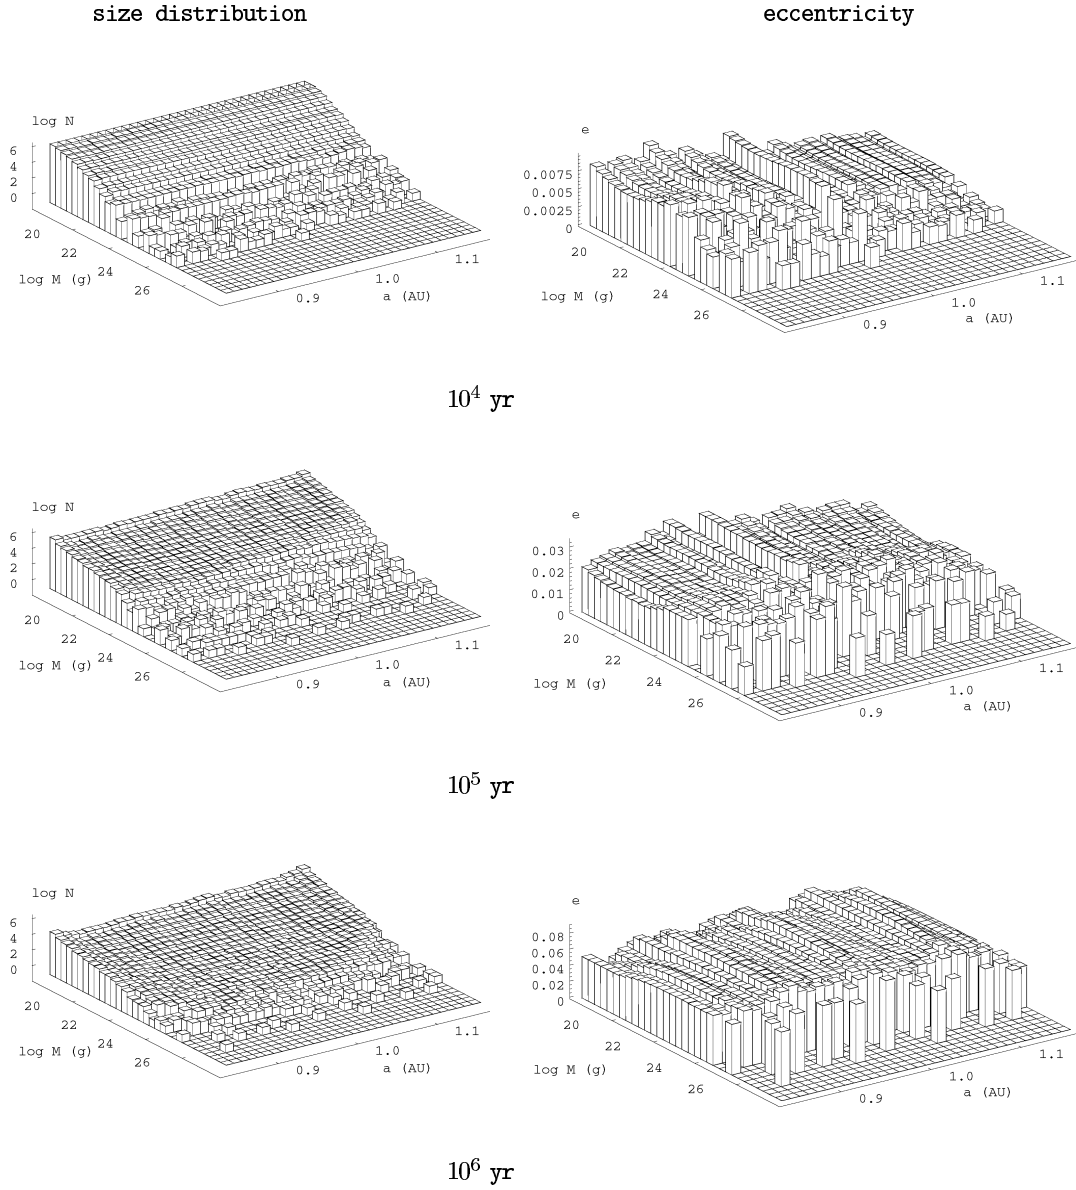 size distribution
eccentricity
log N
6
4
2
0
20
22
24
26
log M (g)
0.9
1.0
1.1
a (AU)
e
0.0075
0.005
0.0025
0
20
22
24
26
log M (g)
0.9
1.0
1.1
a (AU)
10^4 yr
log N
6
4
2
0
20
22
24
26
log M (g)
0.9
1.0
1.1
a (AU)
e
0.03
0.02
0.01
0
20
22
24
26
log M (g)
0.9
1.0
1.1
a (AU)
10^5 yr
log N
6
4
2
0
20
22
24
26
log M (g)
0.9
1.0
1.1
a (AU)
e
0.08
0.06
0.04
0.02
0
20
22
24
26
log M (g)
0.9
1.0
1.1
a (AU)
10^6 yr